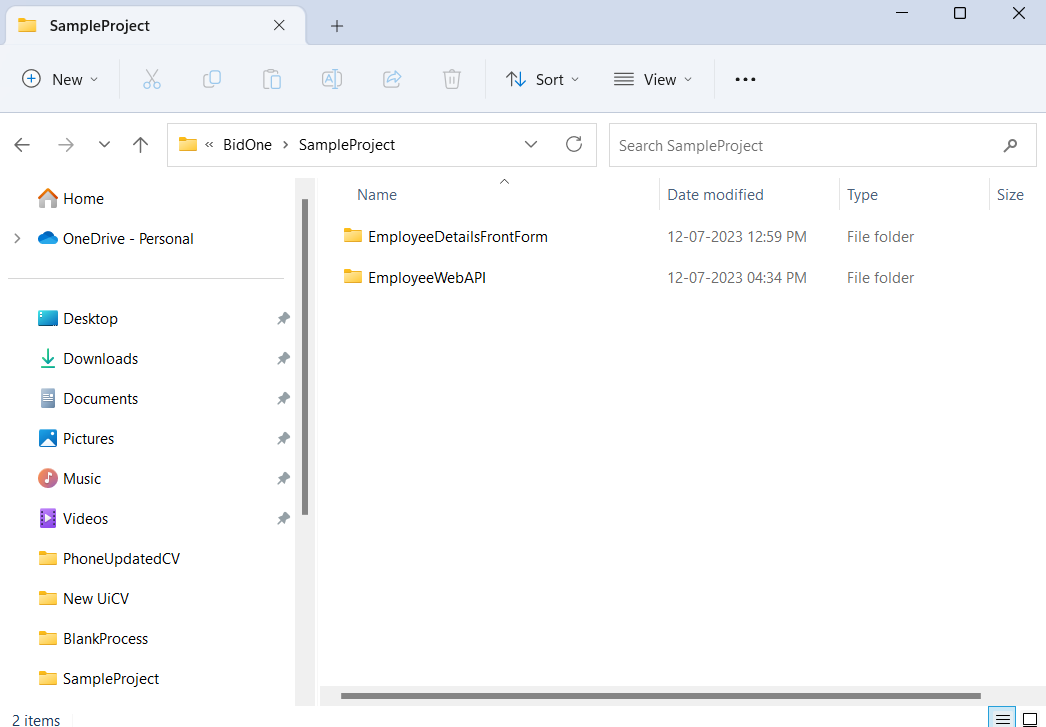 SampleProject
New
Sort
View
« BidOne > SampleProject
Search SampleProject
Home
OneDrive - Personal
Desktop
Downloads
Documents
Pictures
Music
Videos
PhoneUpdatedCV
New UiCV
BlankProcess
SampleProject
Name Date modified Type Size
EmployeeDetailsFrontForm 12-07-2023 12:59 PM File folder
EmployeeWebAPI 12-07-2023 04:34 PM File folder
2 items